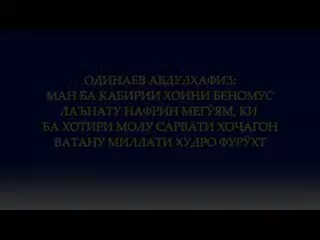 ОДИНАЕВ АБДУЛҲАФИЗ:
МАН БА КАБИРИИ ХОИНИ БЕНОМУС
ЛАЪНАТУ НАФРИН МЕГӮЯМ, КИ
БА ХОТИРИ МОЛУ САРВАТИ ХОҶАГОН
ВАТАНУ МИЛЛАТИ ХУДРО ФУРӮХТ